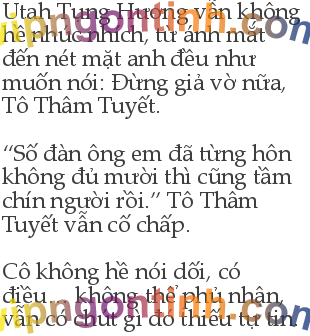 Utah Tung Hưởng vẫn không
hề nhúc nhích, từ ánh mắt
đến nét mặt anh đều như
muốn nói: Đừng giả vờ nữa,
Tô Thâm Tuyết.
“Số đàn ông em đã từng hôn
không đủ mười thì cũng tầm
chín người rồi.” Tô Thâm
Tuyết vẫn cố chấp.
Cô không hề nói dối, có
điều... không thể phủ nhận,
vẫn có chút gì đó thiếu tự tin